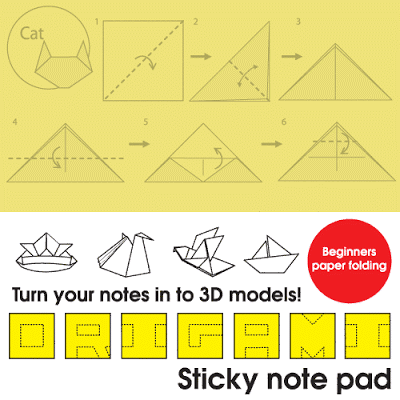 Cat
1 2 3
4 5 6
Beginners
paper folding
Turn your notes in to 3D models!
ORIGAMI
Sticky note pad